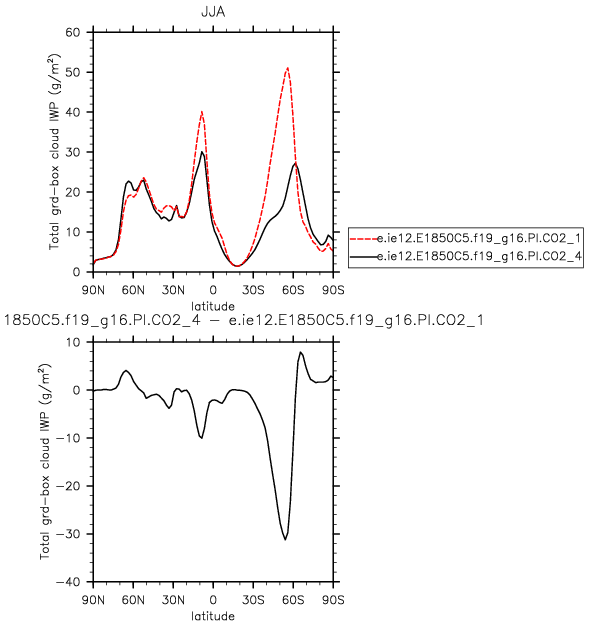 JJA
Total grd-box cloud IWP (g/m²)
60
50
40
30
20
10
0
90N 60N 30N 0 30S 60S 90S
latitude
e.ie12.E1850C5.f19_g16.PI.CO2_1
e.ie12.E1850C5.f19_g16.PI.CO2_4
1850C5.f19_g16.PI.CO2_4 - e.ie12.E1850C5.f19_g16.PI.CO2_1
Total grd-box cloud IWP (g/m²)
10
0
-10
-20
-30
-40
90N 60N 30N 0 30S 60S 90S
latitude